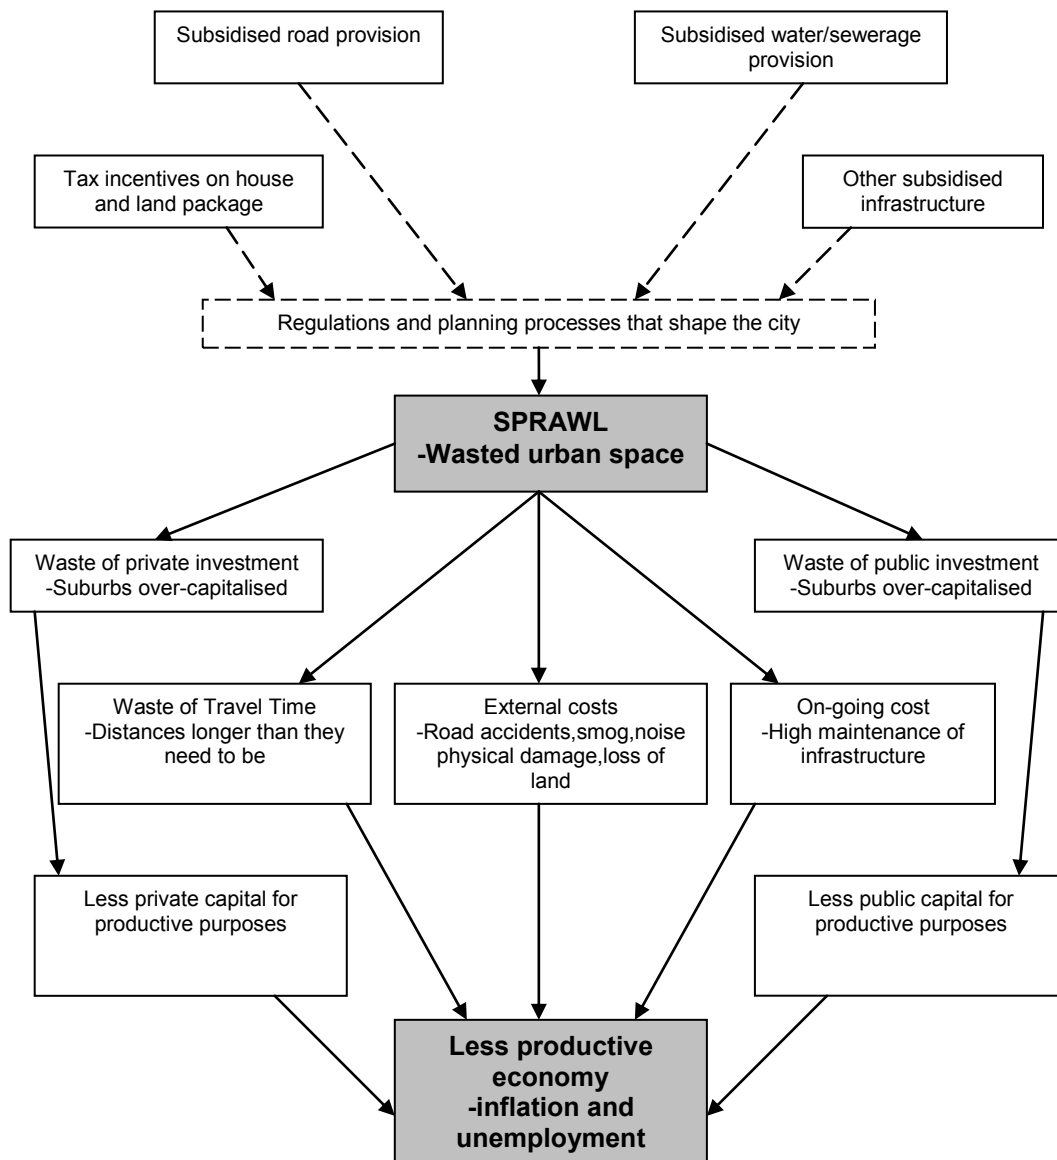 Subsidised road provision
Subsidised water/sewerage
provision
Tax incentives on house
and land package
Other subsidised
infrastructure
Regulations and planning processes that shape the city
SPRAWL
-Wasted urban space
Waste of private investment
-Suburbs over-capitalised
Waste of public investment
-Suburbs over-capitalised
Waste of Travel Time
-Distances longer than they
need to be
External costs
-Road accidents,smog,noise
physical damage,loss of
land
On-going cost
-High maintenance of
infrastructure
Less private capital for
productive purposes
Less public capital for
productive purposes
Less productive
economy
-inflation and
unemployment